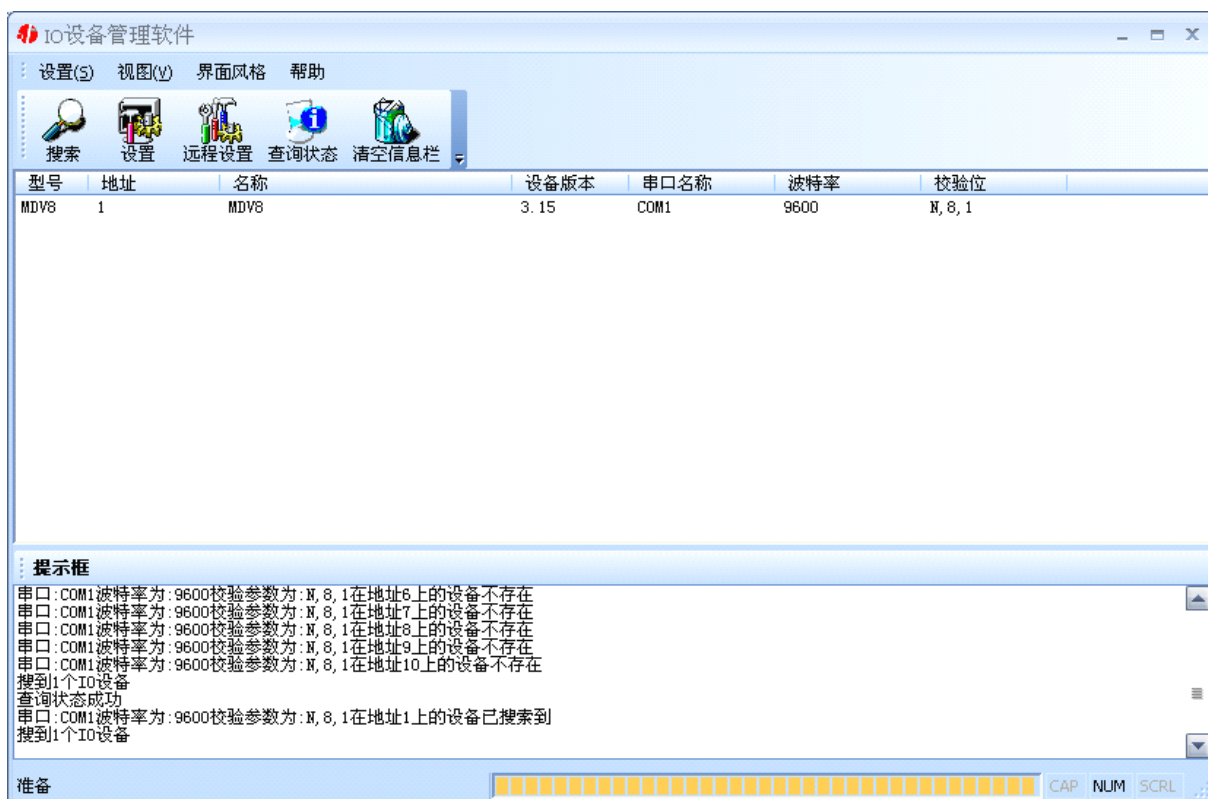 IO设备管理软件
设置(S) 视图(V) 界面风格 帮助
搜索 设置 远程设置 查询状态 清空信息栏
型号 地址 名称 设备版本 串口名称 波特率 校验位
MDV8 1 MDV8 3.15 COM1 9600 N,8,1
提示框
串口:COM1波特率为:9600校验参数为:N,8,1在地址6上的设备不存在
串口:COM1波特率为:9600校验参数为:N,8,1在地址7上的设备不存在
串口:COM1波特率为:9600校验参数为:N,8,1在地址8上的设备不存在
串口:COM1波特率为:9600校验参数为:N,8,1在地址9上的设备不存在
串口:COM1波特率为:9600校验参数为:N,8,1在地址10上的设备不存在
搜到1个IO设备
查询状态成功
串口:COM1波特率为:9600校验参数为:N,8,1在地址1上的设备已搜索到
搜到1个IO设备
准备 CAP NUM SCRL